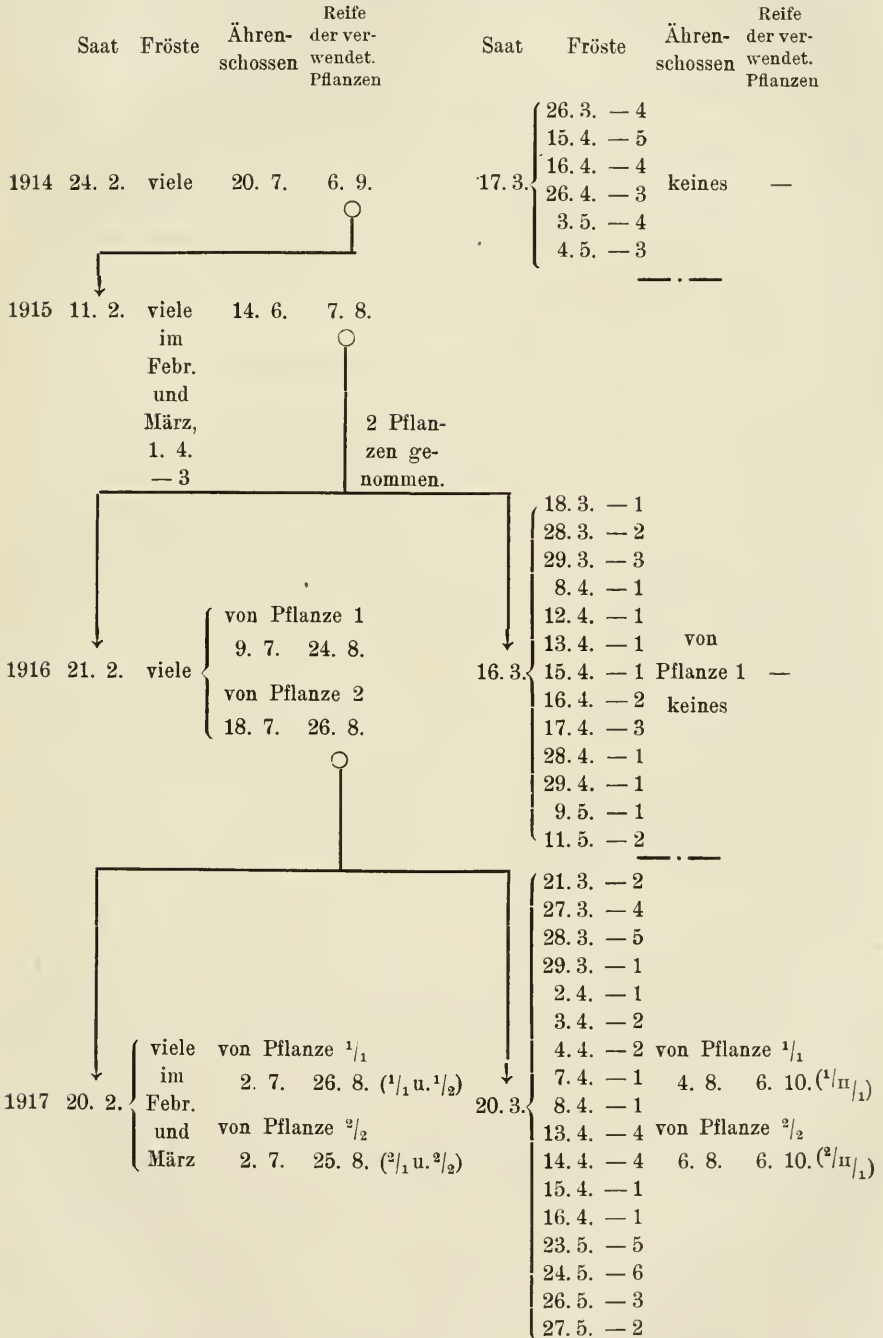 Saat Fröste Ähren-schossen Reife der ver-wendet. Pflanzen Saat Fröste Ähren-schossen Reife der ver-wendet. Pflanzen
26. 3. — 4
15. 4. — 5
16. 4. — 4
1914 24. 2. viele 20. 7. 6. 9. 17. 3. 26. 4. — 3 keines —
3. 5. — 4
4. 5. — 3
1915 11. 2. viele 14. 6. 7. 8.
im
Febr.
und
März, 2 Pflan-
1. 4. zen ge-
— 3 nommen.
18. 3. — 1
28. 3. — 2
29. 3. — 3
8. 4. — 1
von Pflanze 1 12. 4. — 1
9. 7. 24. 8. 13. 4. — 1 von
1916 21. 2. viele 16. 3. 15. 4. — 1 Pflanze 1 —
von Pflanze 2 16. 4. — 2 keines
18. 7. 26. 8. 17. 4. — 3
28. 4. — 1
29. 4. — 1
9. 5. — 1
11. 5. — 2
21. 3. — 2
27. 3. — 4
28. 3. — 5
29. 3. — 1
2. 4. — 1
3. 4. — 2
viele von Pflanze 1/1 4. 4. — 2 von Pflanze 1/1
im 2. 7. 26. 8. (1/1 u. 1/2) 7. 4. — 1 4. 8. 6. 10. (1/II/1)
1917 20. 2. Febr. 20. 3. 8. 4. — 1
und von Pflanze 2/2 13. 4. — 4 von Pflanze 2/2
März 2. 7. 25. 8. (2/1 u. 2/2) 14. 4. — 4 6. 8. 6. 10. (2/II/1)
15. 4. — 1
16. 4. — 1
23. 5. — 5
24. 5. — 6
26. 5. — 3
27. 5. — 2